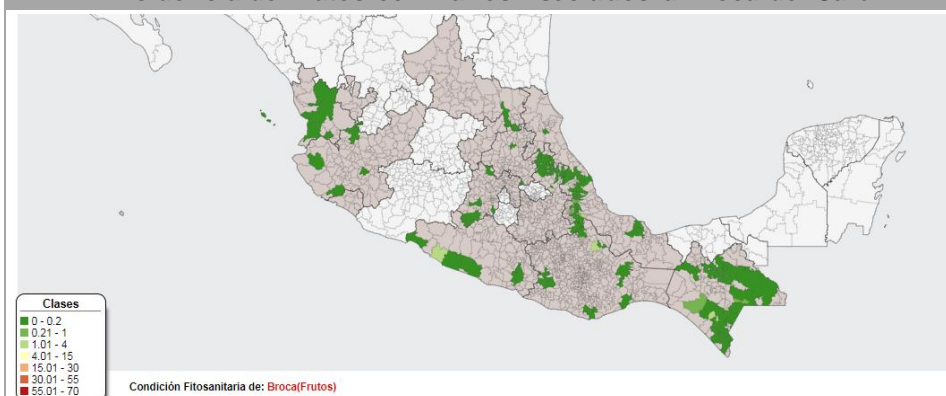 Clases
0 - 0.2
0.21 - 1
1.01 - 4
4.01 - 15
15.01 - 30
30.01 - 55
55.01 - 70
Condición Fitosanitaria de: Broca(Frutos)